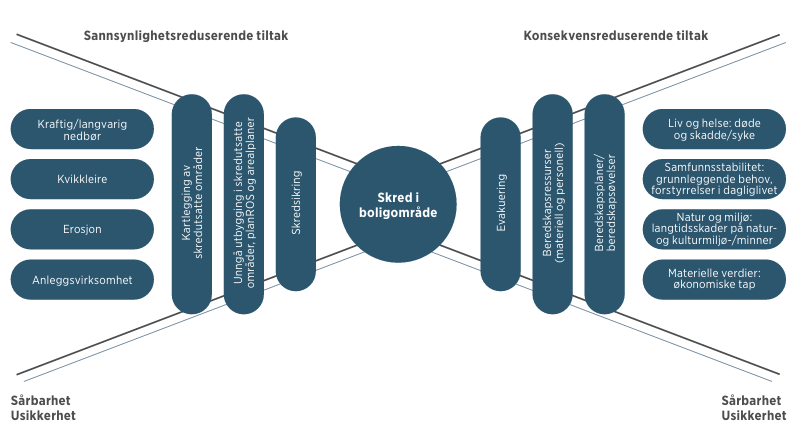 Sannsynlighetsreduserende tiltak
Konsekvensreduserende tiltak
Kraftig/langvarig
nedbør
Kvikkleire
Erosjon
Anleggsvirksomhet
Kartlegging av
skredutsatte områder
Unngå utbygging i skredutsatte
områder, planROS og arealplaner
Skredsikring
Skred i
boligområde
Evakuering
Beredskapsressurser
(materiell og personell)
Beredskapsplaner/
beredskapsøvelser
Liv og helse: døde
og skadde/syke
Samfunnsstabilitet:
grunnleggende behov,
forstyrrelser i dagliglivet
Natur og miljø:
langtidsskader på natur-
og kulturmiljø-/minner
Materielle verdier:
økonomiske tap
Sårbarhet
Usikkerhet
Sårbarhet
Usikkerhet